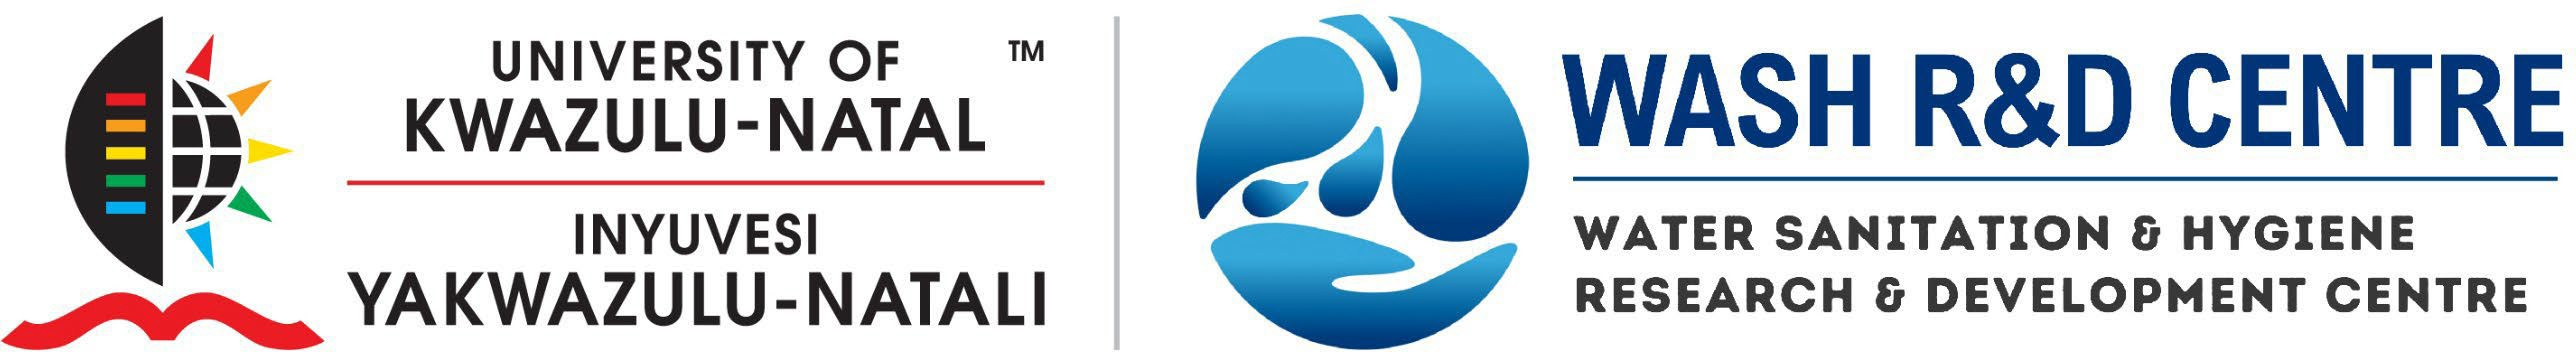 UNIVERSITY OF ™
KWAZULU-NATAL
INYUVESI
YAKWAZULU-NATALI
WASH R&D CENTRE
WATER SANITATION & HYGIENE
RESEARCH & DEVELOPMENT CENTRE